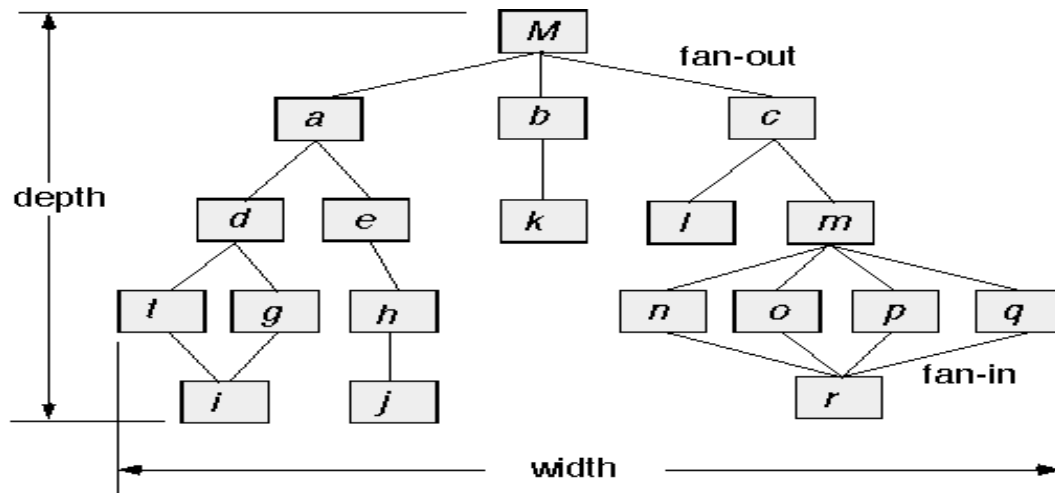 M
fan-out
a b c
depth
d e k l m
t g h n o p q
fan-in
i j r
width